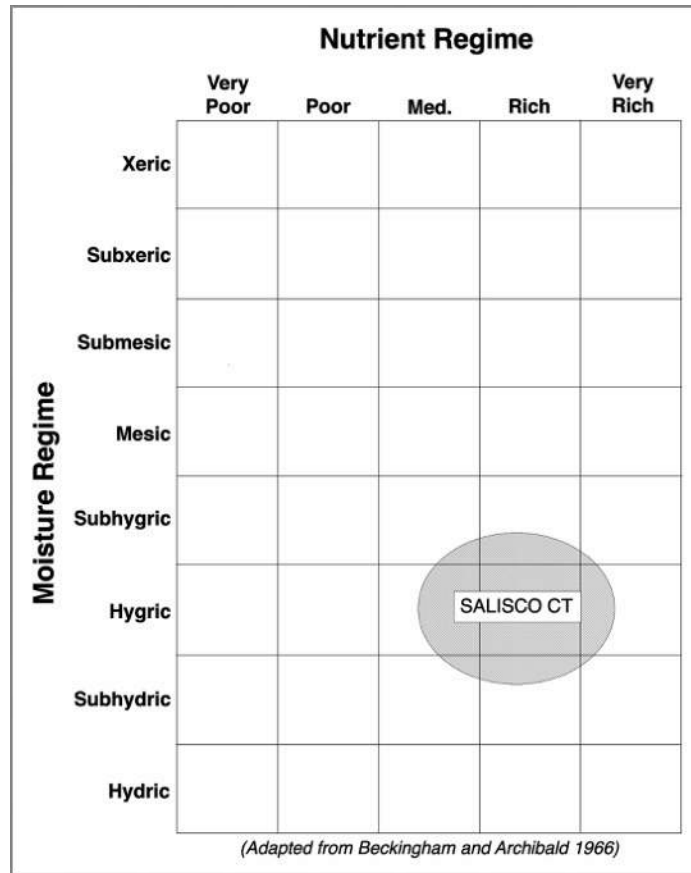 Nutrient Regime
Very Poor
Poor
Med.
Rich
Very Rich
Moisture Regime
Xeric
Subxeric
Submesic
Mesic
Subhygric
Hygric
SALISCO CT
Subhydric
Hydric
(Adapted from Beckingham and Archibald 1966)